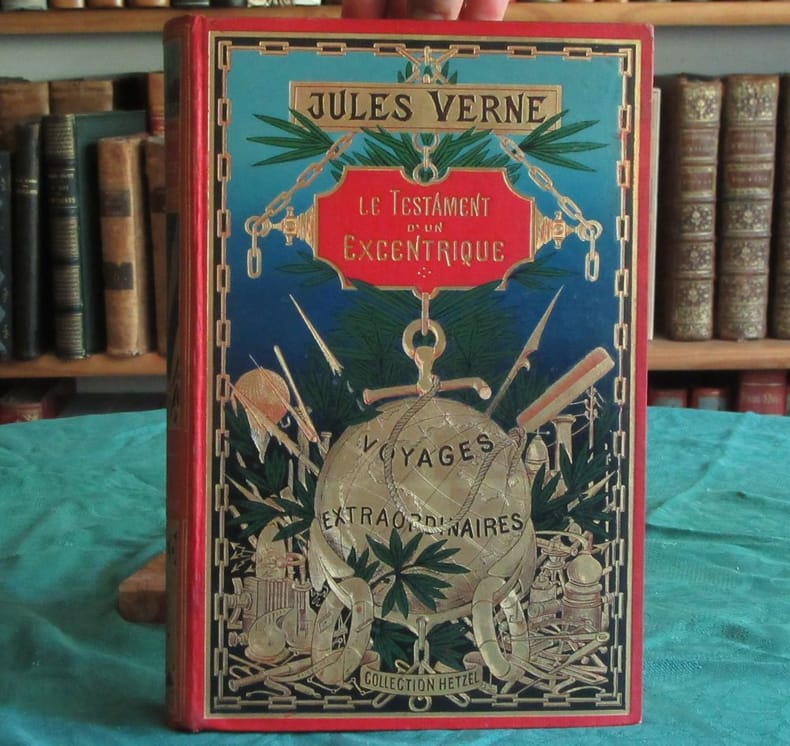 JULES VERNE
LE TESTAMENT
D'UN
EXCENTRIQUE
VOYAGES
EXTRAORDINAIRES
COLLECTION HETZEL